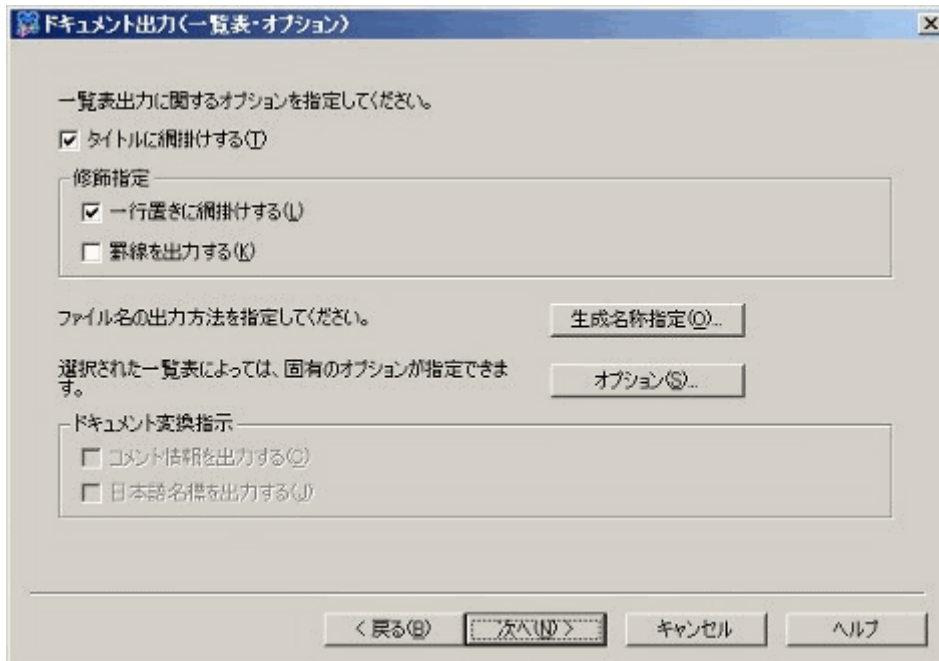 ドキュメント出力(一覧表・オプション)
一覧表出力に関するオプションを指定してください。
タイトルに網掛けする(T)
修飾指定
一行置きに網掛けする(L)
罫線を出力する(K)
ファイル名の出力方法を指定してください。
生成名称指定(O)...
選択された一覧表によっては、固有のオプションが指定できま
す。
オプション(S)...
ドキュメント変換指示
コメント情報を出力する(C)
日本語名標を出力する(J)
< 戻る(B)
次へ(N) >
キャンセル
ヘルプ